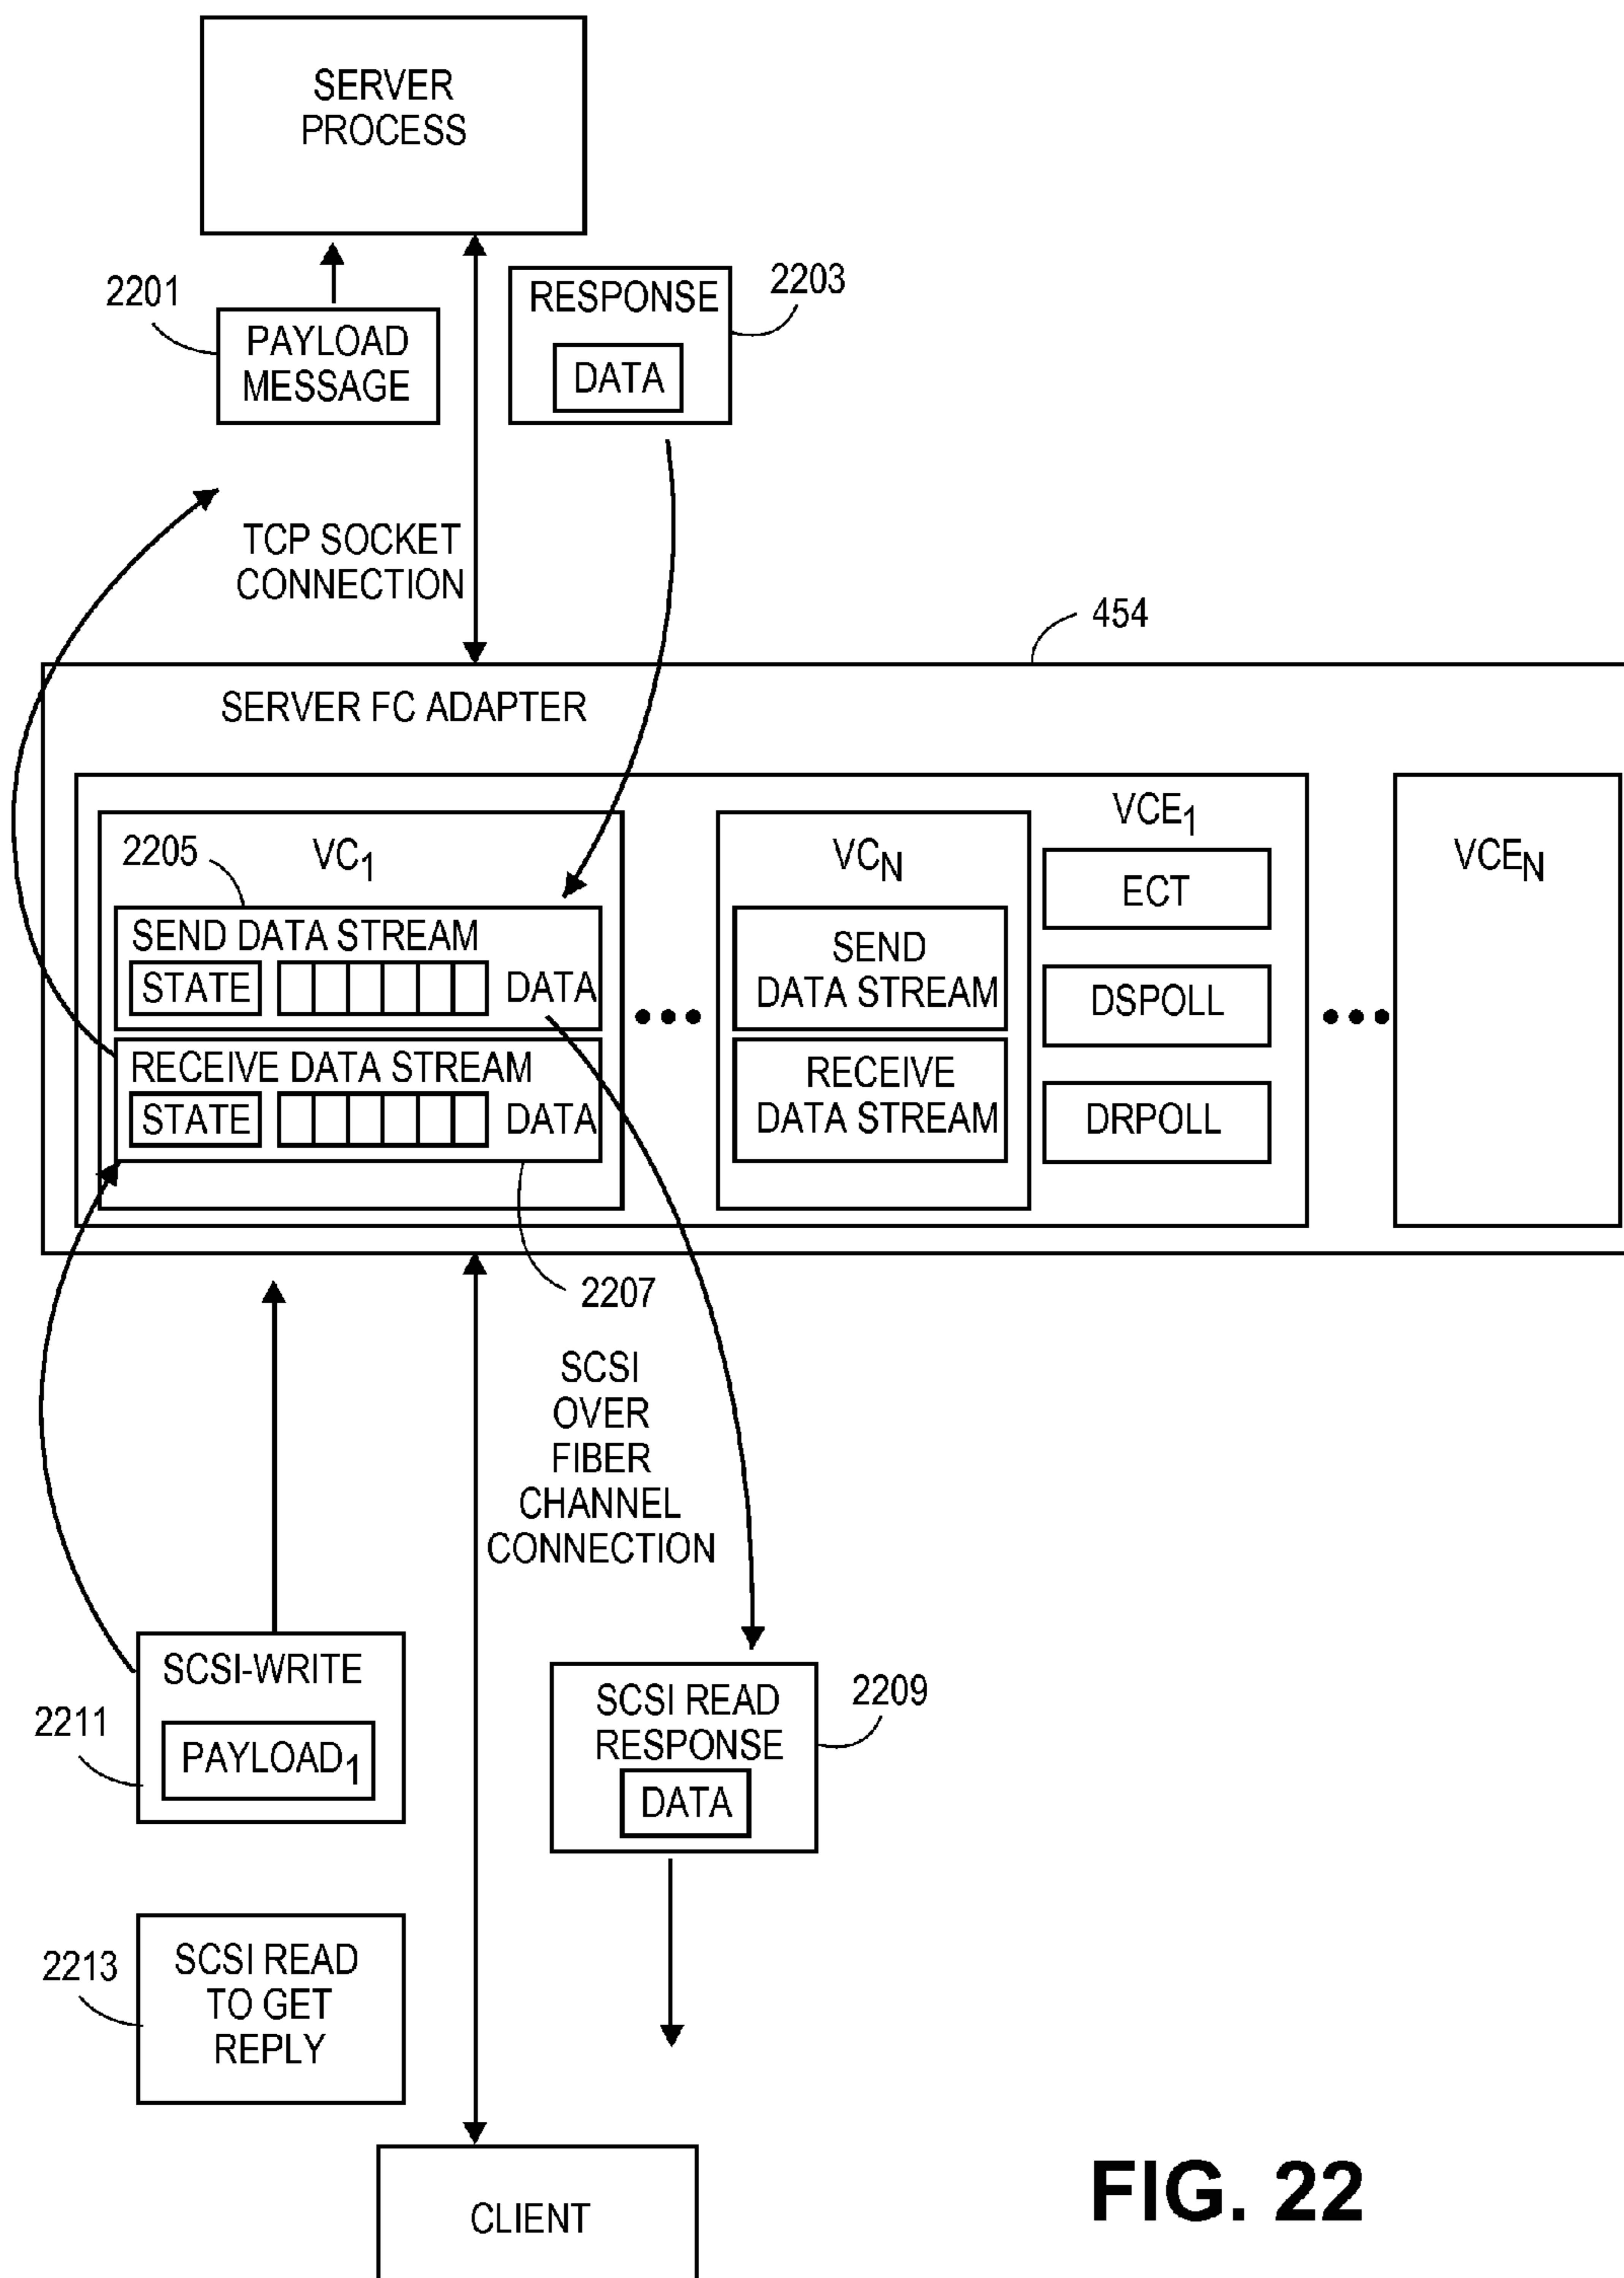 SERVER
PROCESS
2201
PAYLOAD
MESSAGE
RESPONSE
DATA
2203
TCP SOCKET
CONNECTION
454
SERVER FC ADAPTER
VC1
2205
SEND DATA STREAM
STATE
DATA
RECEIVE DATA STREAM
STATE
DATA
2207
VCN
SEND
DATA STREAM
RECEIVE
DATA STREAM
VCE1
ECT
DSPOLL
DRPOLL
VCEN
SCSI
OVER
FIBER
CHANNEL
CONNECTION
SCSI-WRITE
PAYLOAD1
2211
SCSI READ
RESPONSE
DATA
2209
2213
SCSI READ
TO GET
REPLY
CLIENT
FIG. 22